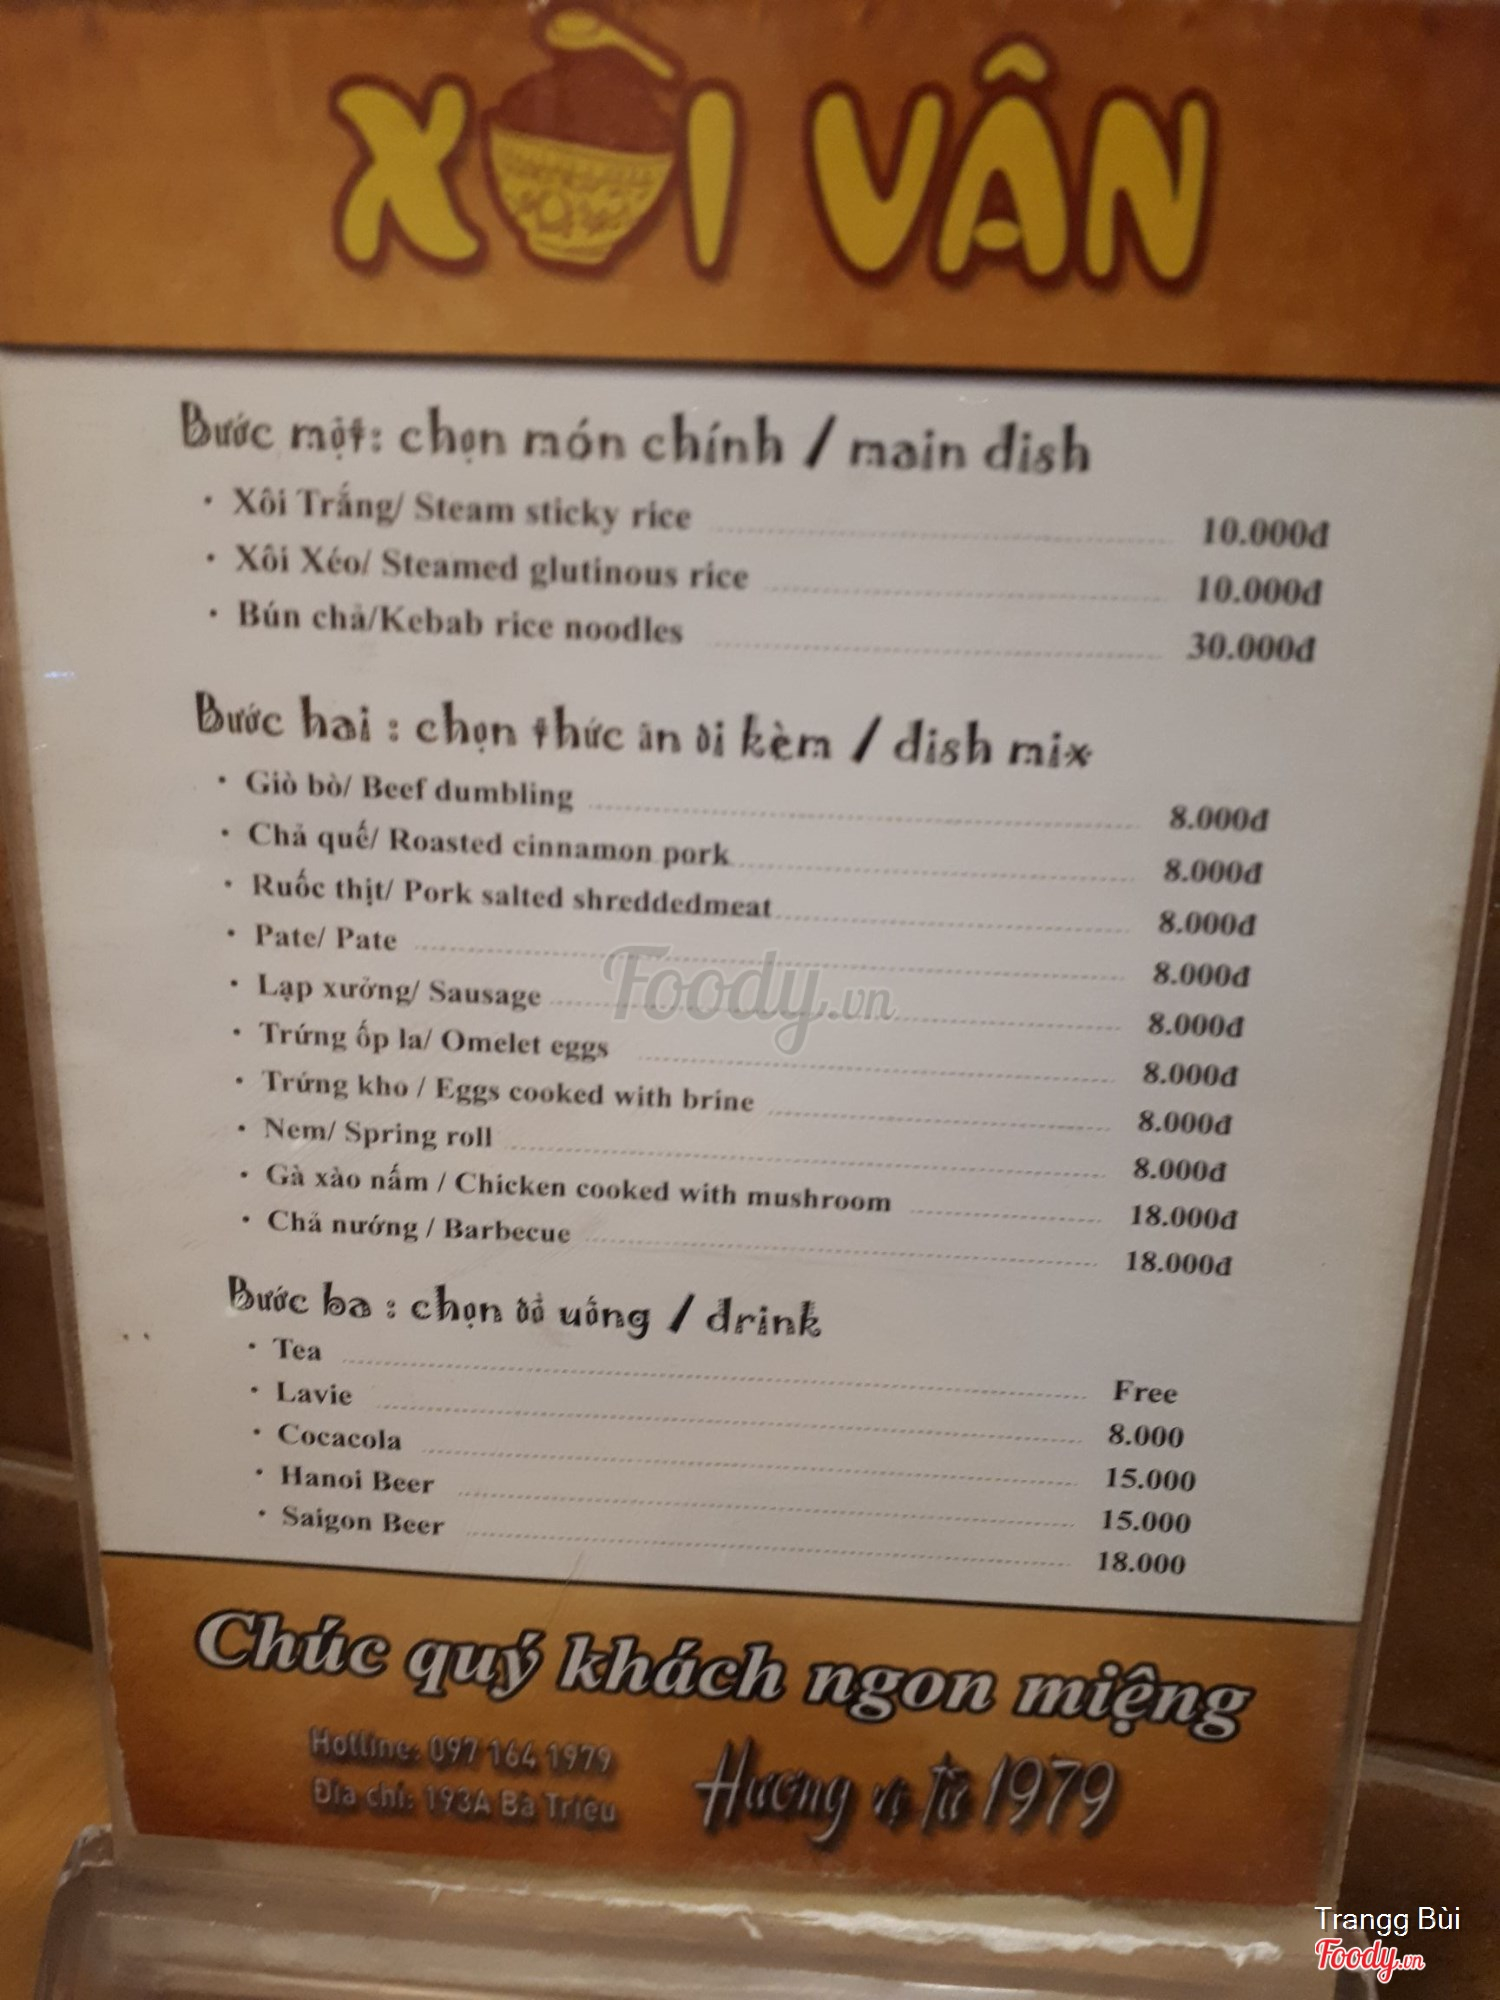 XÔI VÂN
Bước một: chọn món chính / main dish
• Xôi Trắng/ Steam sticky rice 10.000đ
• Xôi Xéo/ Steamed glutinous rice 10.000đ
• Bún chả/Kebab rice noodles 30.000đ
Bước hai : chọn thức ăn đi kèm / dish mix
• Giò bò/ Beef dumbling 8.000đ
• Chả quế/ Roasted cinnamon pork 8.000đ
• Ruốc thịt/ Pork salted shreddedmeat 8.000đ
• Pate/ Pate 8.000đ
• Lạp xưởng/ Sausage 8.000đ
• Trứng ốp la/ Omelet eggs 8.000đ
• Trứng kho / Eggs cooked with brine 8.000đ
• Nem/ Spring roll 8.000đ
• Gà xào nấm / Chicken cooked with mushroom 18.000đ
• Chả nướng / Barbecue 18.000đ
Bước ba : chọn đồ uống / drink
• Tea Free
• Lavie 8.000
• Cocacola 15.000
• Hanoi Beer 15.000
• Saigon Beer 18.000
Chúc quý khách ngon miệng
Hotline: 097 164 1979
Địa chỉ: 193A Bà Triệu
Hương vị từ 1979
Foody.vn
Trangg Bùi
Foody.vn